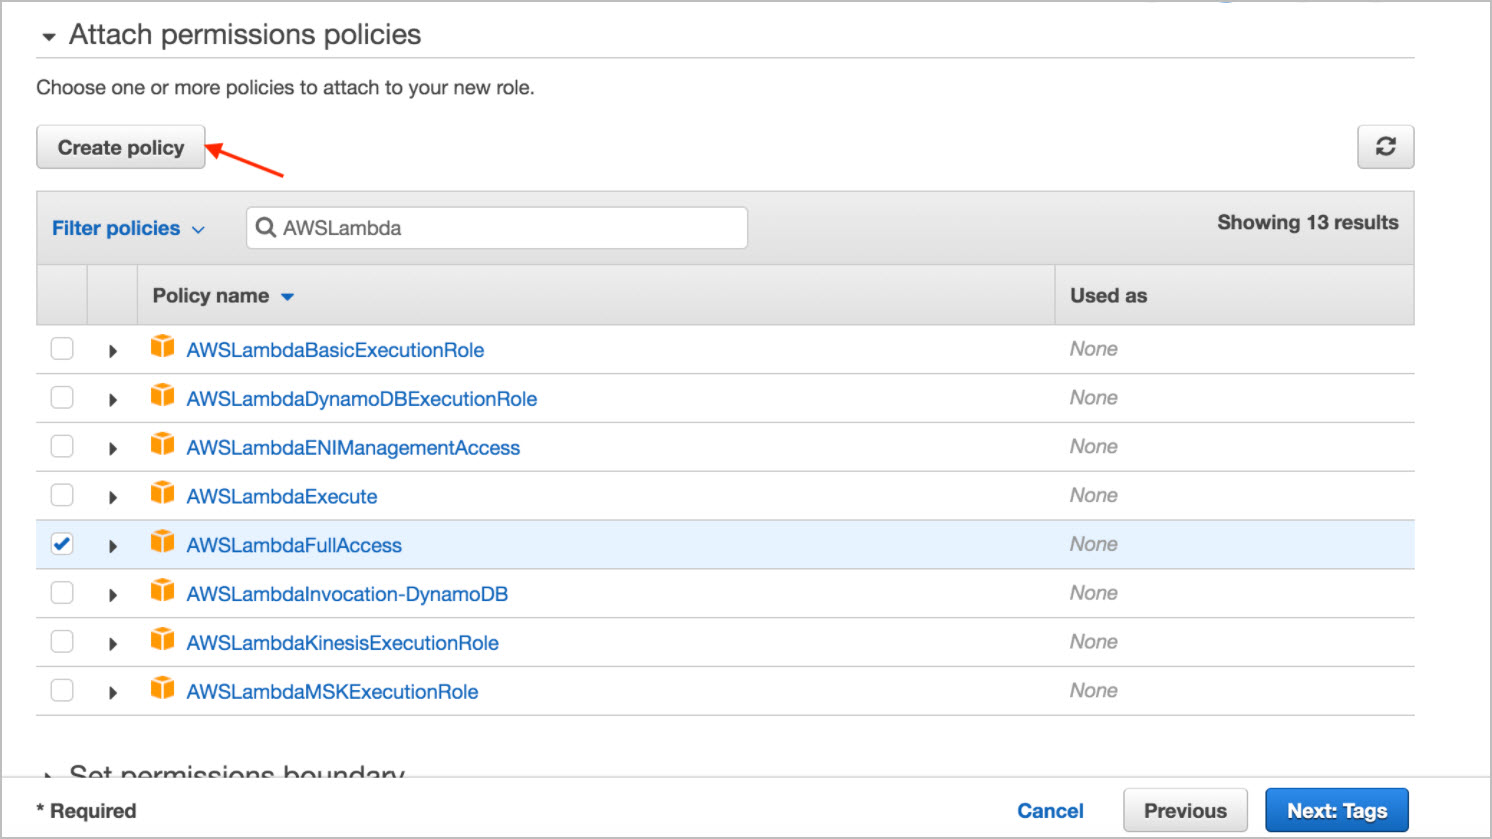 Attach permissions policies
Choose one or more policies to attach to your new role.
Create policy
Filter policies
AWSLambda
Showing 13 results
Policy name
Used as
AWSLambdaBasicExecutionRole None
AWSLambdaDynamoDBExecutionRole None
AWSLambdaENIManagementAccess None
AWSLambdaExecute None
AWSLambdaFullAccess None
AWSLambdaInvocation-DynamoDB None
AWSLambdaKinesisExecutionRole None
AWSLambdaMSKExecutionRole None
Set permissions boundary
* Required
Cancel
Previous
Next: Tags